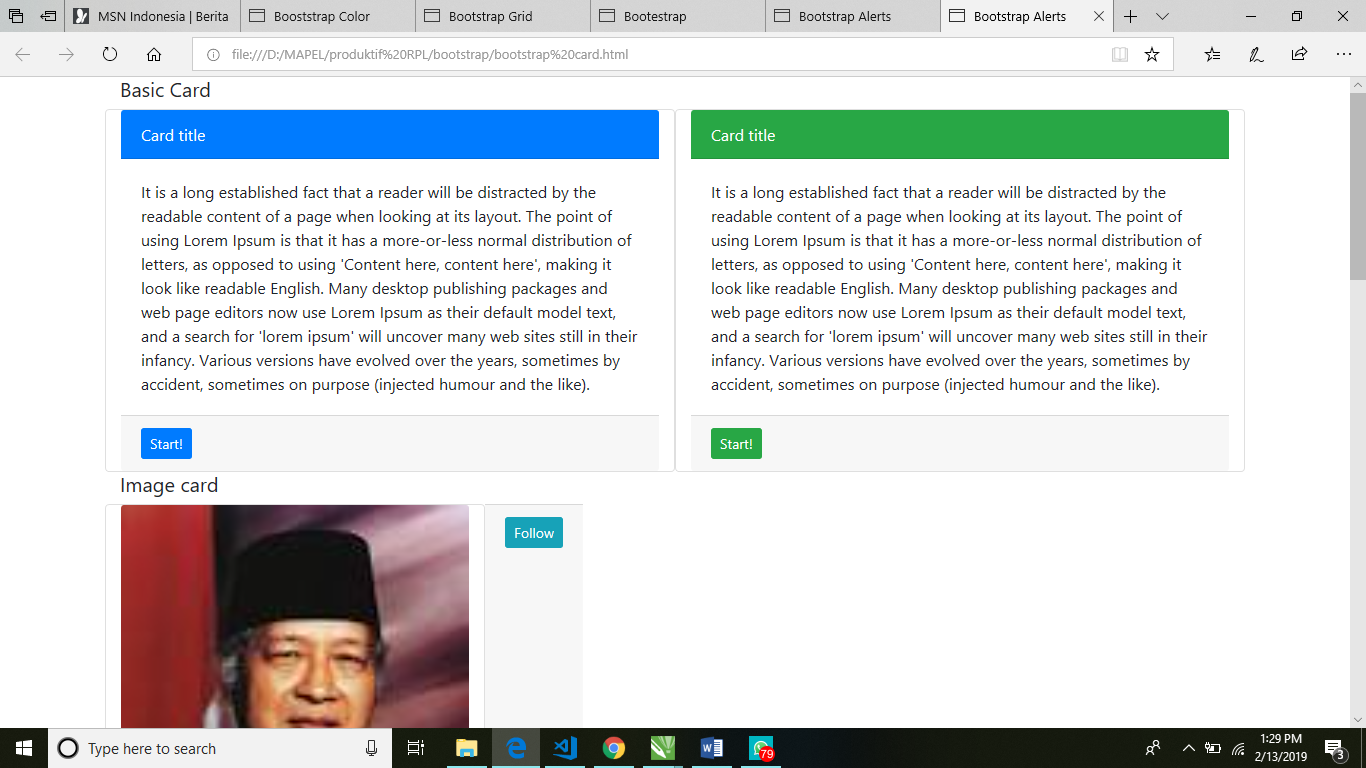 MSN Indonesia | Berita
Booststrap Color
Bootstrap Grid
Bootestrap
Bootstrap Alerts
Bootstrap Alerts
file:///D:/MAPEL/produktif%20RPL/bootstrap/bootstrap%20card.html
Basic Card
Card title
It is a long established fact that a reader will be distracted by the
readable content of a page when looking at its layout. The point of
using Lorem Ipsum is that it has a more-or-less normal distribution of
letters, as opposed to using 'Content here, content here', making it
look like readable English. Many desktop publishing packages and
web page editors now use Lorem Ipsum as their default model text,
and a search for 'lorem ipsum' will uncover many web sites still in their
infancy. Various versions have evolved over the years, sometimes by
accident, sometimes on purpose (injected humour and the like).
Start!
Card title
It is a long established fact that a reader will be distracted by the
readable content of a page when looking at its layout. The point of
using Lorem Ipsum is that it has a more-or-less normal distribution of
letters, as opposed to using 'Content here, content here', making it
look like readable English. Many desktop publishing packages and
web page editors now use Lorem Ipsum as their default model text,
and a search for 'lorem ipsum' will uncover many web sites still in their
infancy. Various versions have evolved over the years, sometimes by
accident, sometimes on purpose (injected humour and the like).
Start!
Image card
Follow
Type here to search
79
1:29 PM
2/13/2019
3